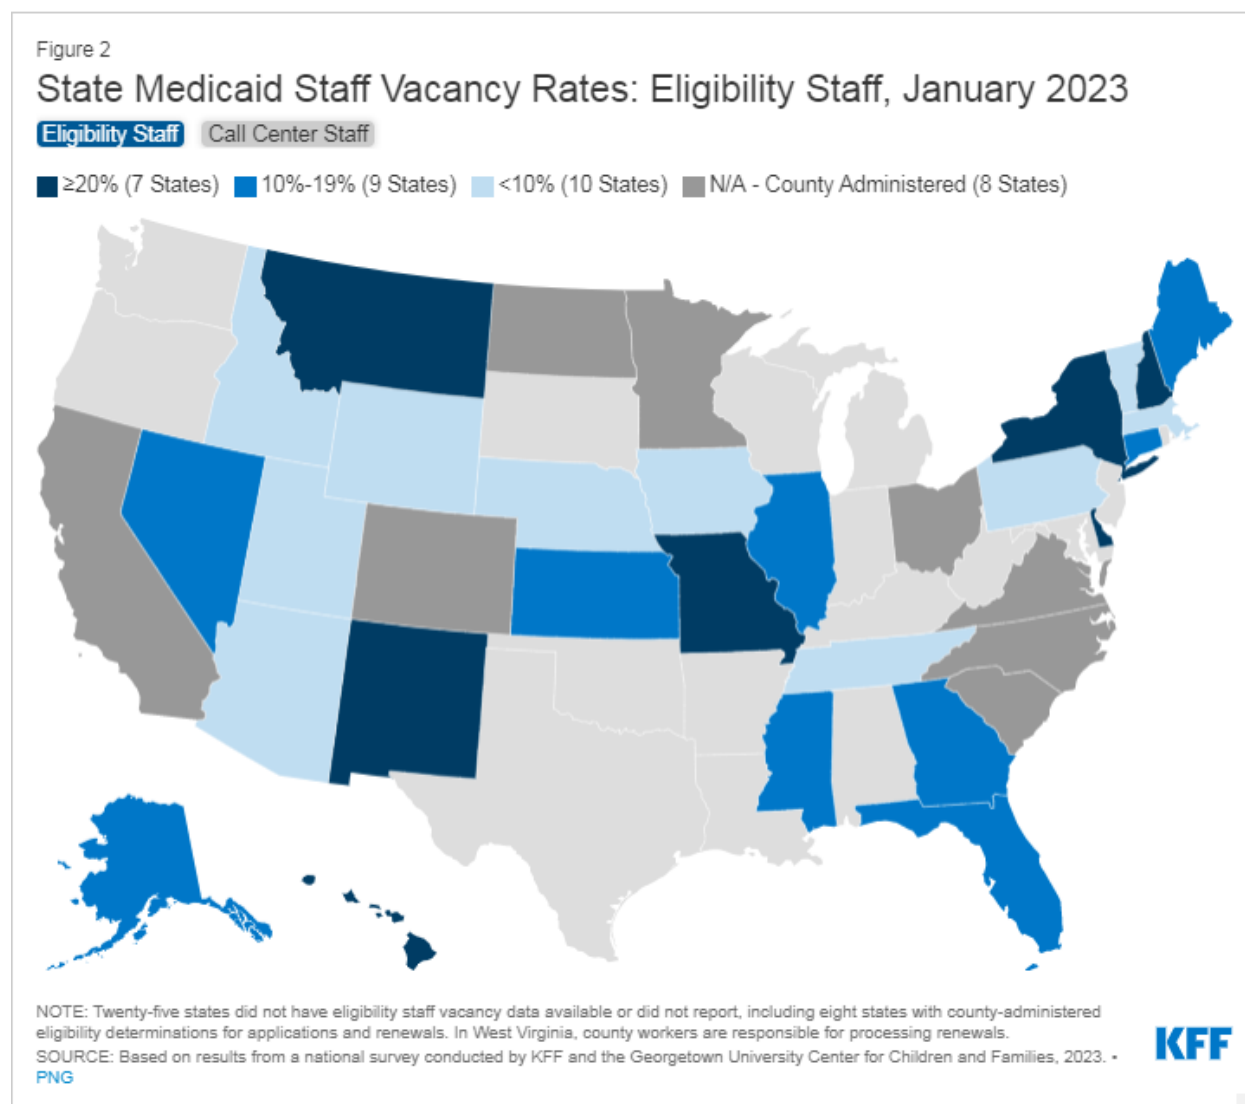 Figure 2
State Medicaid Staff Vacancy Rates: Eligibility Staff, January 2023
Eligibility Staff Call Center Staff
≥20% (7 States) 10%-19% (9 States) <10% (10 States) N/A - County Administered (8 States)
NOTE: Twenty-five states did not have eligibility staff vacancy data available or did not report, including eight states with county-administered
eligibility determinations for applications and renewals. In West Virginia, county workers are responsible for processing renewals.
SOURCE: Based on results from a national survey conducted by KFF and the Georgetown University Center for Children and Families, 2023. •
PNG
KFF